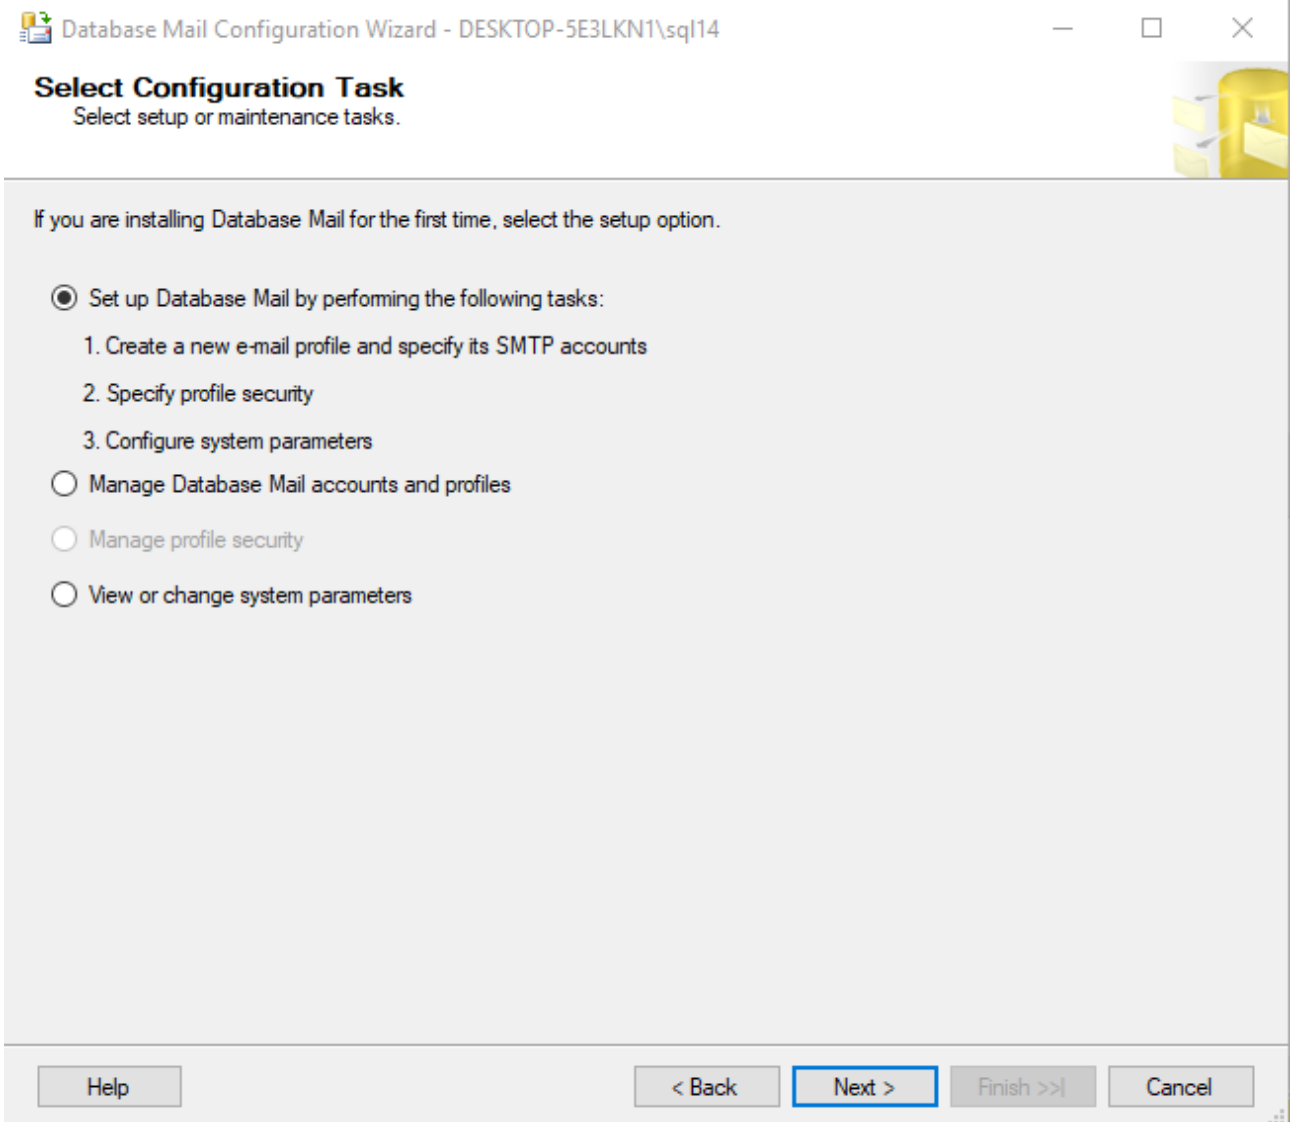 Database Mail Configuration Wizard - DESKTOP-5E3LKN1\sql14
Select Configuration Task
Select setup or maintenance tasks.
If you are installing Database Mail for the first time, select the setup option.
Set up Database Mail by performing the following tasks:
1. Create a new e-mail profile and specify its SMTP accounts
2. Specify profile security
3. Configure system parameters
Manage Database Mail accounts and profiles
Manage profile security
View or change system parameters
Help
< Back
Next >
Finish >>|
Cancel